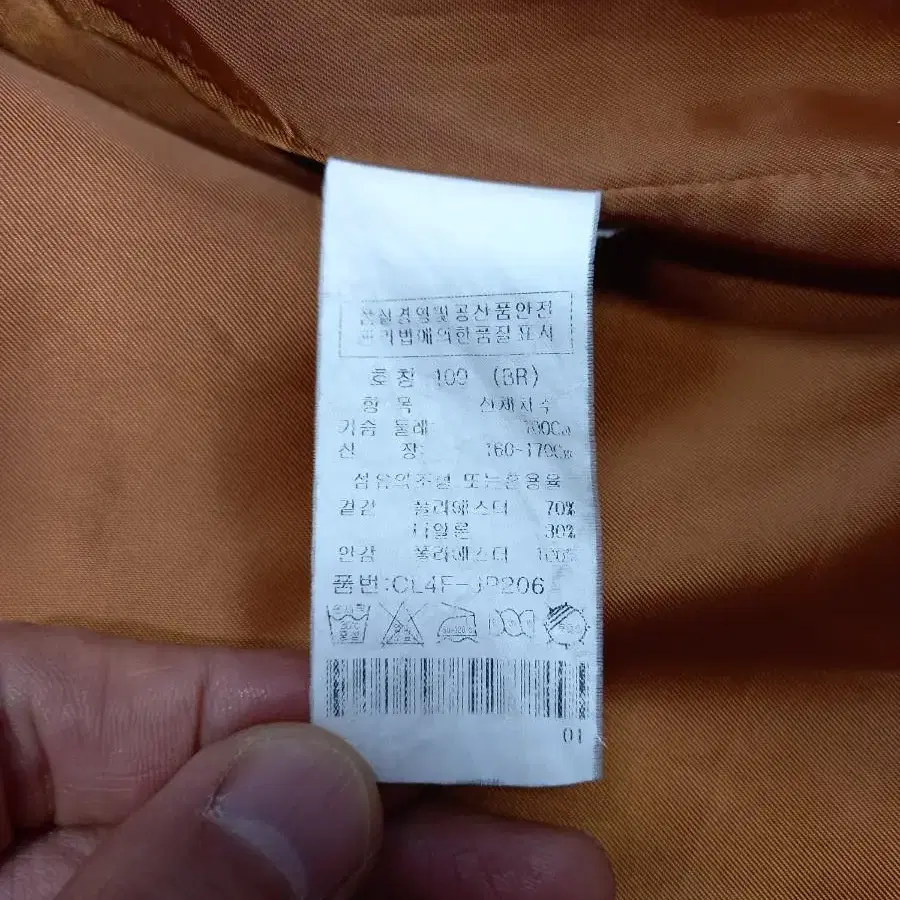 품질경영및공산품안전
관리법에의한품질표시
호칭 100 (BR)
항 목 신체치수
가슴 둘레: 100Cm
신 장: 160-170Cm
섬유의조성 또는혼용율
겉감 폴리에스터 70%
나일론 30%
안감 폴리에스터 100%
품번:CL4F-JP206
01